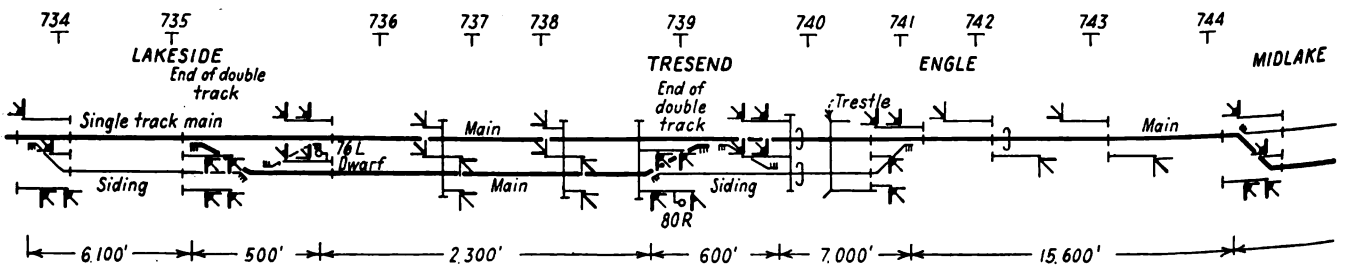 734 735 736 737 738 739 740 741 742 743 744
LAKESIDE TRESEND ENGLE MIDLAKE
End of double
track
End of
double
track
Trestle
Single track main Main Main
76L
Dwarf
Siding Main Siding
80R
6,100' 500' 2,300' 600' 7,000' 15,600'